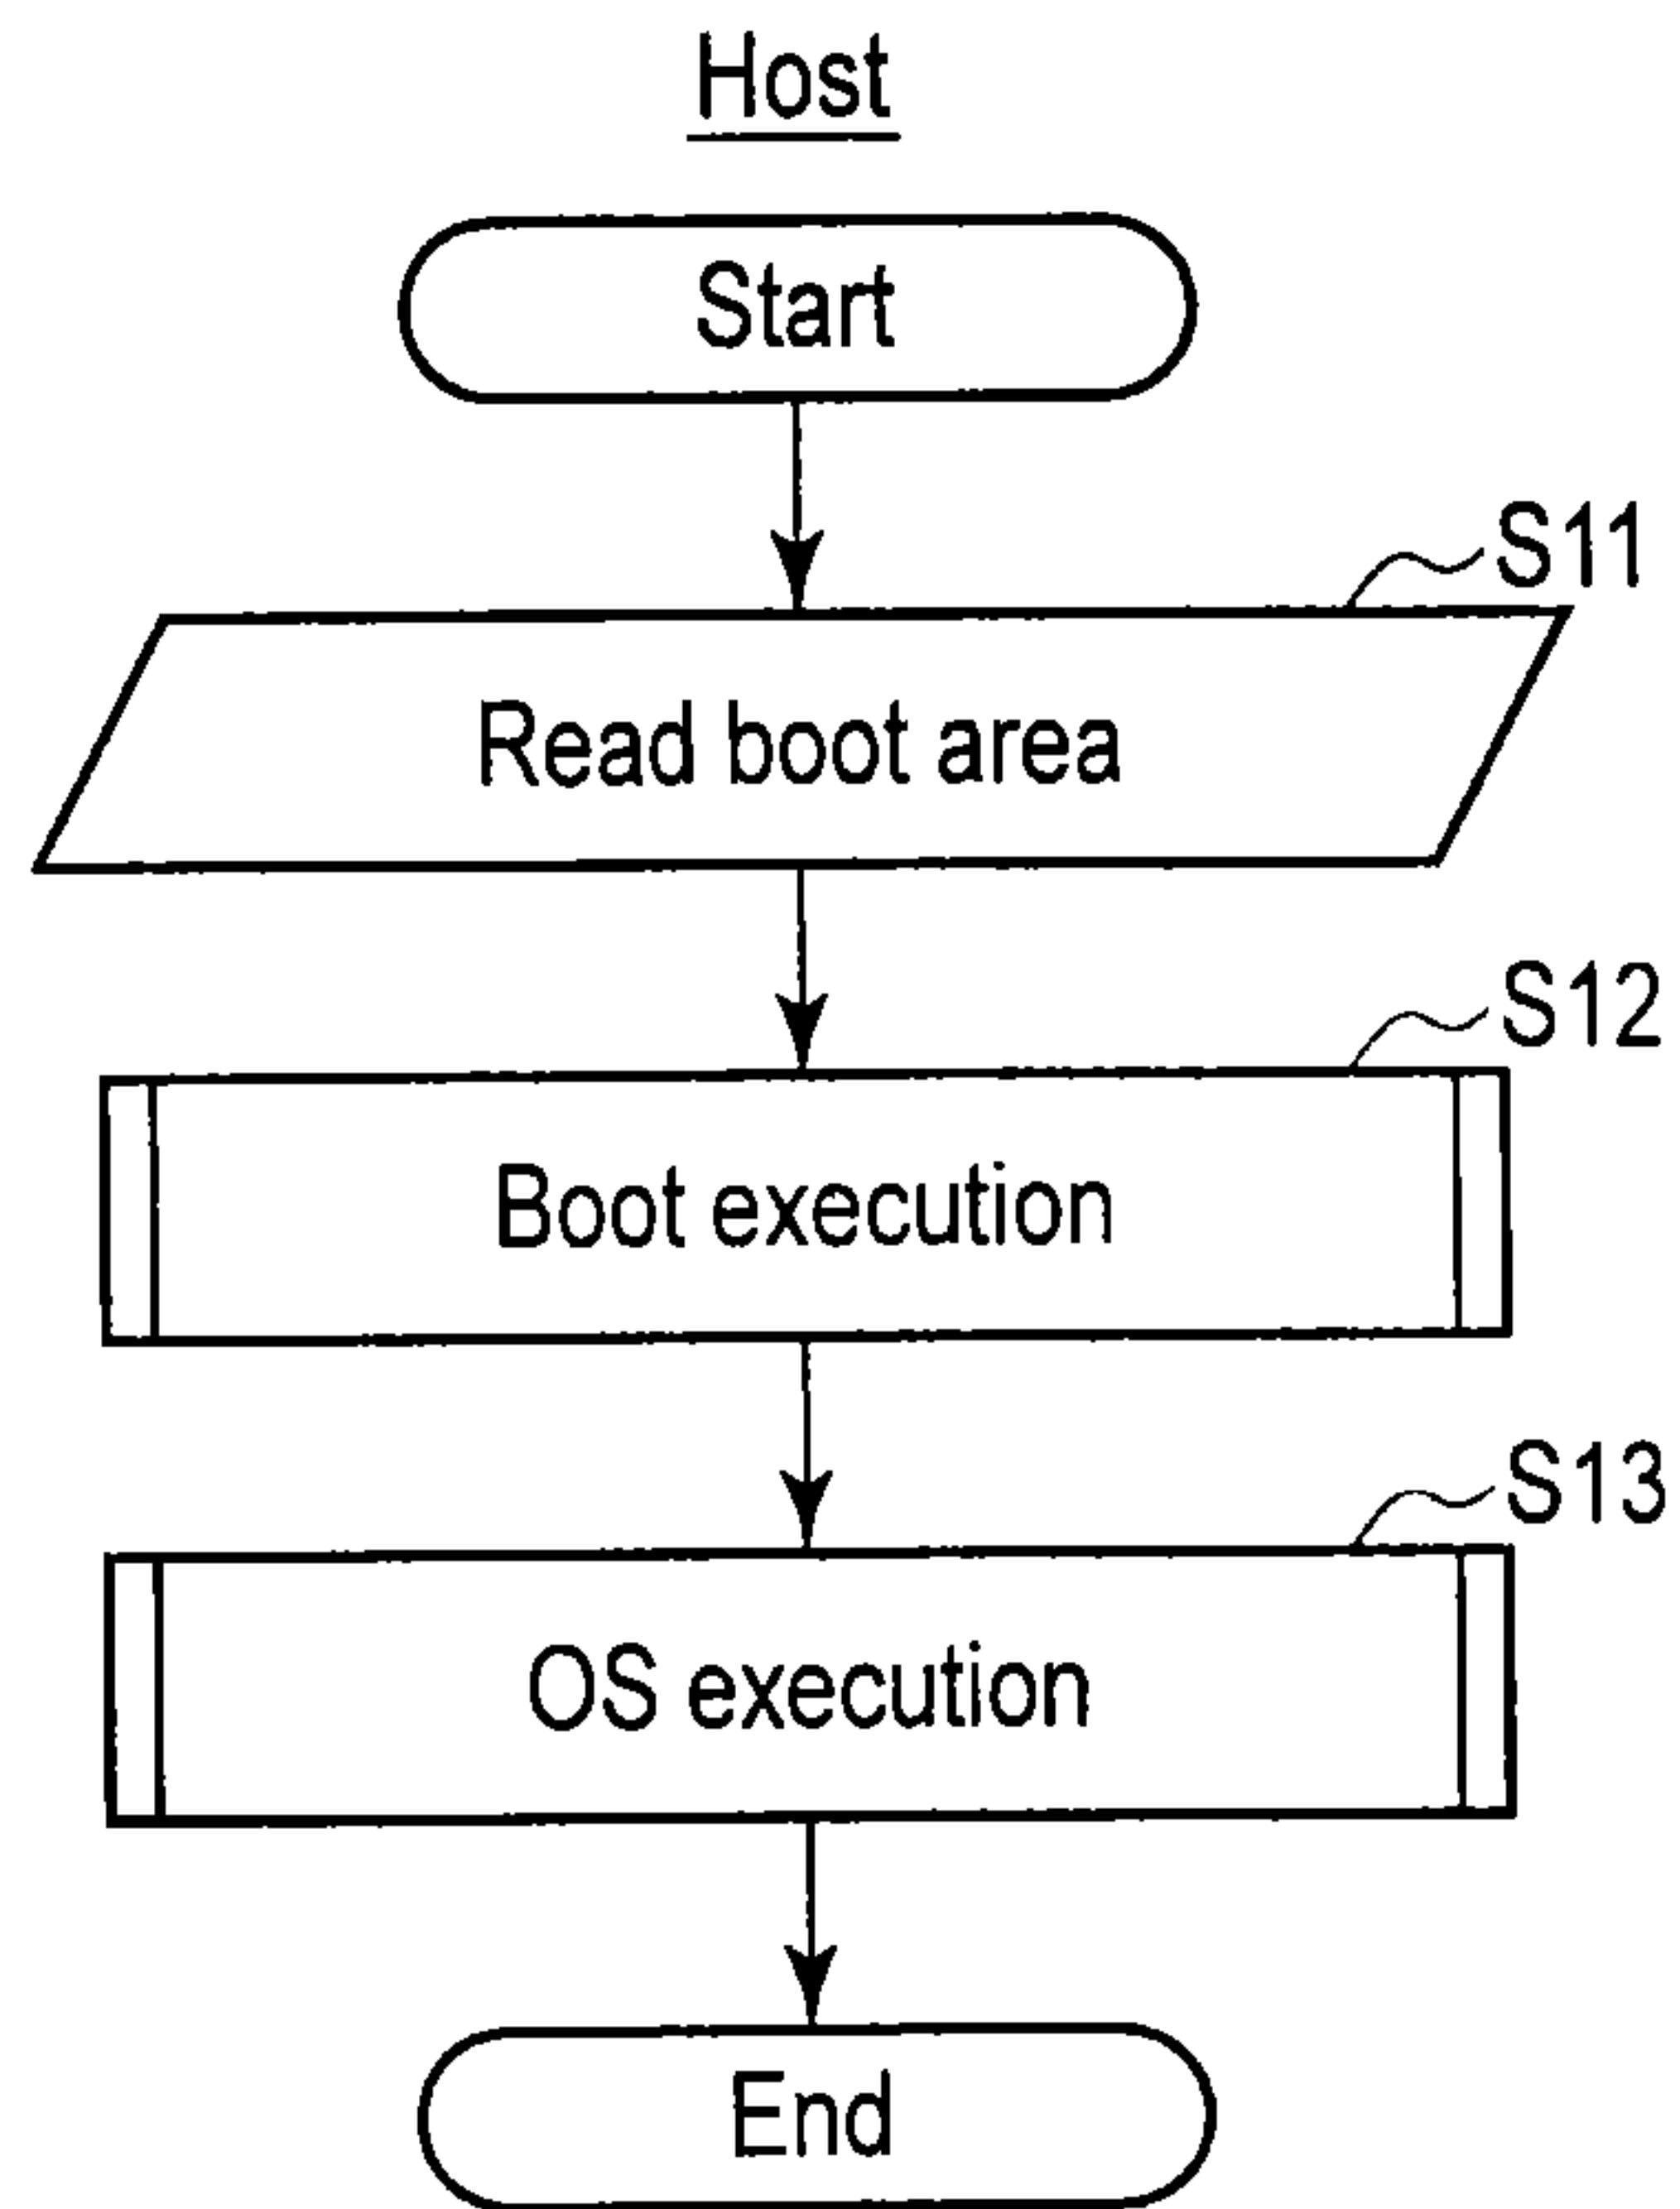 Host
Start
S11
Read boot area
S12
Boot execution
S13
OS execution
End